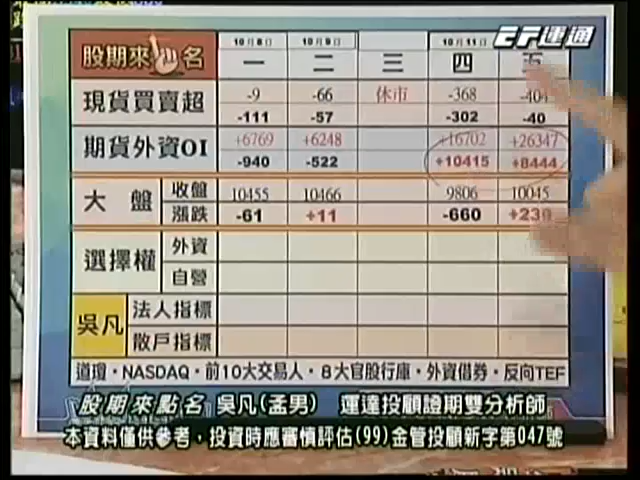 運通
股期來 名 10月8日 10月9日 10月11日
一 二 三 四 五
現貨買賣超 -9 -66 休市 -368 -404
-111 -57 -302 -40
期貨外資OI +6769 +6248 +16702 +26347
-940 -522 +10415 +8444
大盤 收盤 10455 10466 9806 10045
漲跌 -61 +11 -660
選擇權 外資
自營
吳凡 法人指標
散戶指標
道瓊・NASDAQ・前10大交易人・8大官股行庫・外資借券・反向TEF
股期來點名 吳凡(孟男) 運達投顧證期雙分析師
本資料僅供參考，投資時應審慎評估(99)金管投顧新字第047號